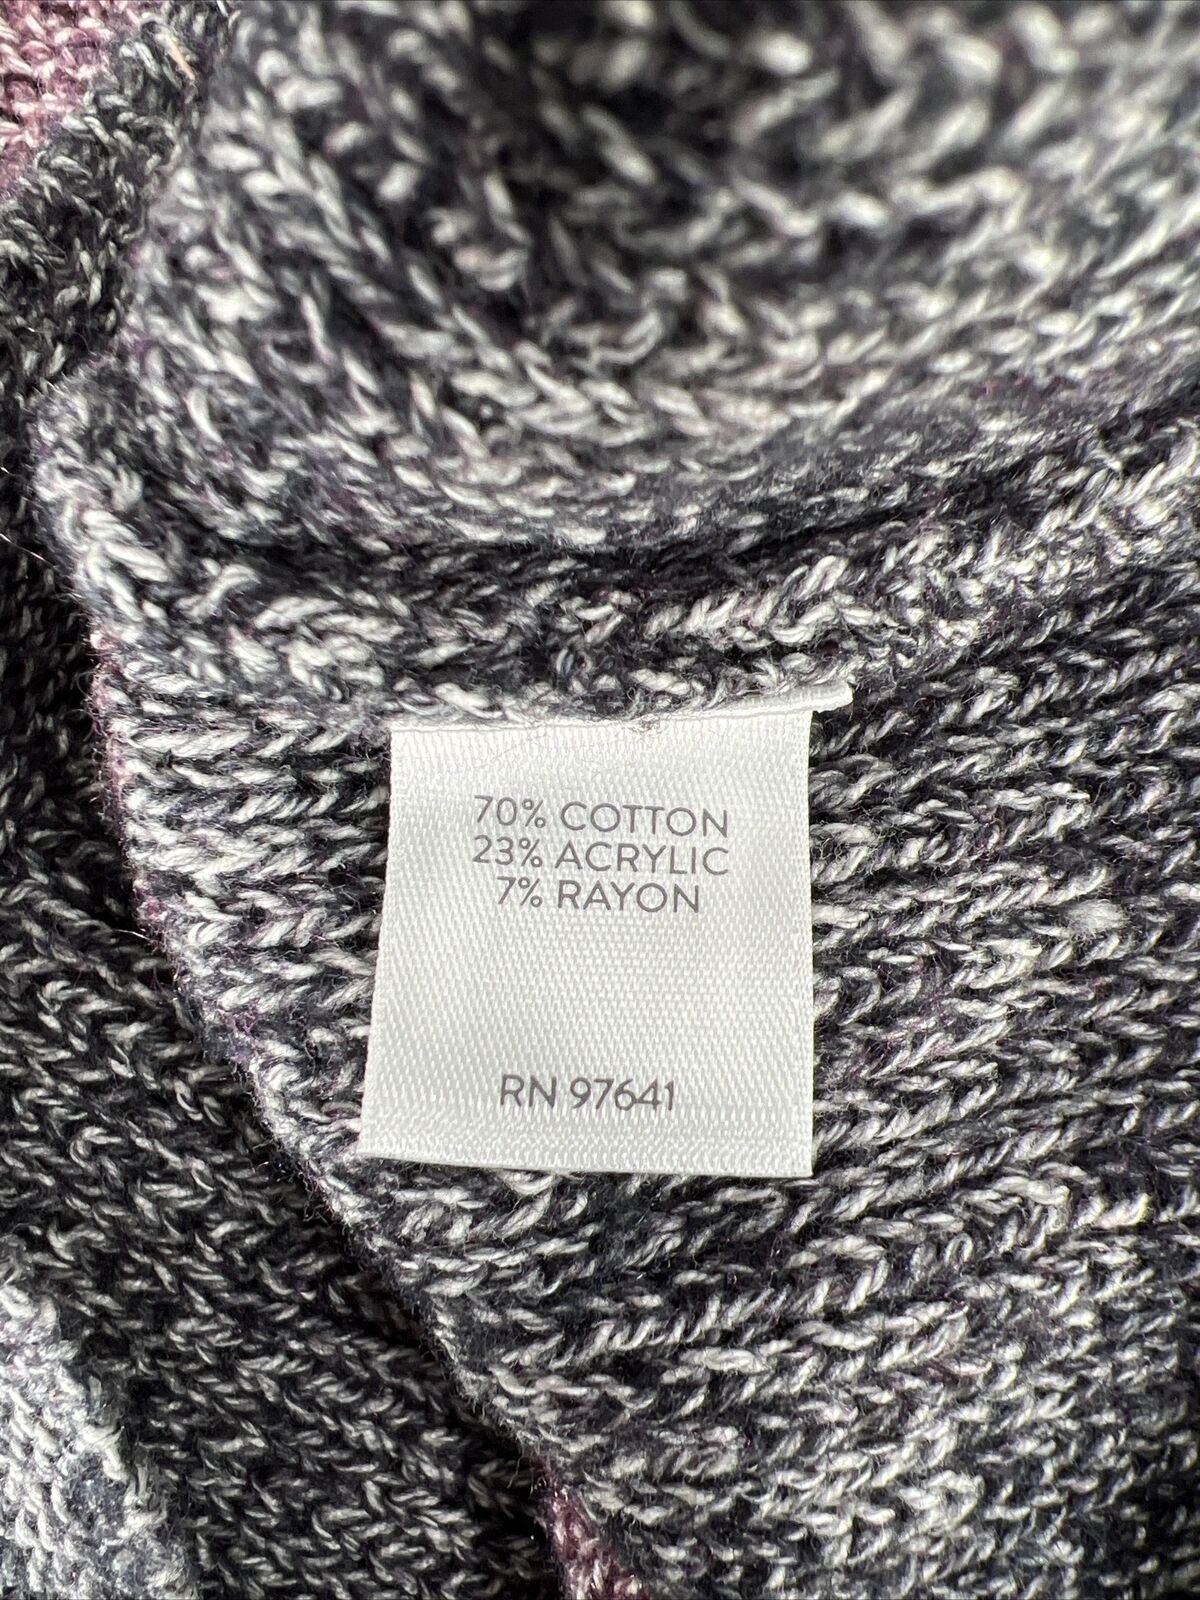 70% COTTON
23% ACRYLIC
7% RAYON
RN 97641